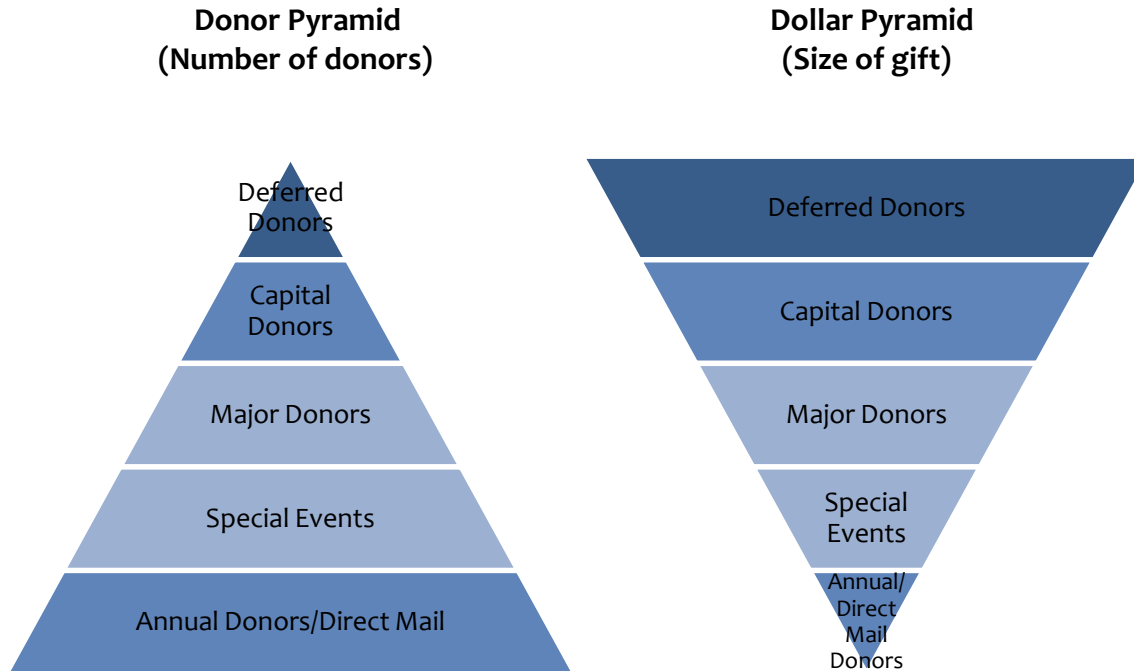 Donor Pyramid
(Number of donors)
Deferred
Donors
Capital
Donors
Major Donors
Special Events
Annual Donors/Direct Mail
Dollar Pyramid
(Size of gift)
Deferred Donors
Capital Donors
Major Donors
Special
Events
Annual/
Direct
Mail
Donors